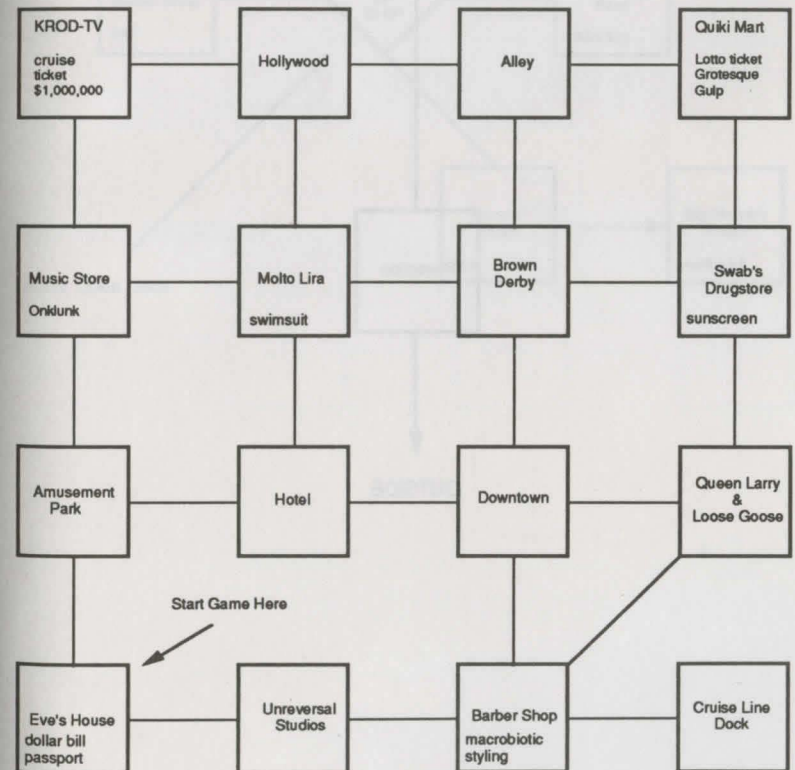 KROD-TV
cruise
ticket
$1,000,000
Hollywood
Alley
Quiki Mart
Lotto ticket
Grotesque
Gulp
Music Store
Onklunk
Molto Lira
swimsuit
Brown
Derby
Swab's
Drugstore
sunscreen
Amusement
Park
Hotel
Downtown
Queen Larry
&
Loose Goose
Start Game Here
Eve's House
dollar bill
passport
Unreversal
Studios
Barber Shop
macrobiotic
styling
Cruise Line
Dock